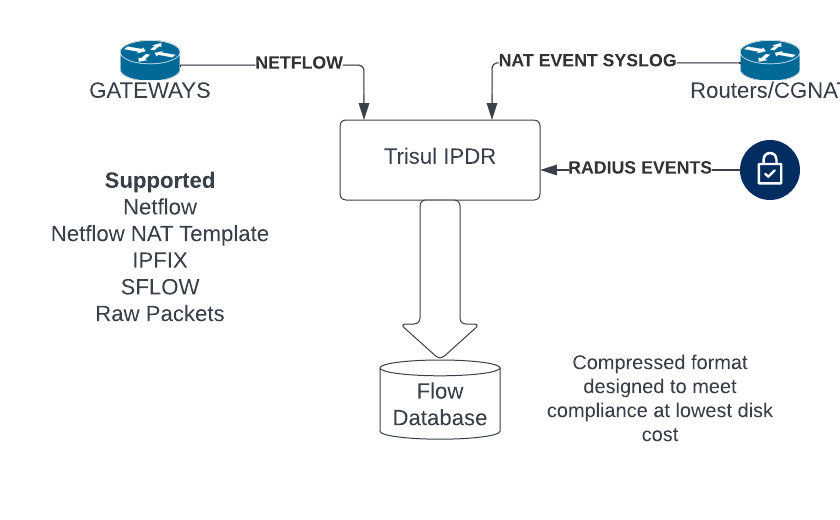 NETFLOW
NAT EVENT SYSLOG
GATEWAYS
Routers/CGNAT
Trisul IPDR
RADIUS EVENTS
Supported
Netflow
Netflow NAT Template
IPFIX
SFLOW
Raw Packets
Flow
Database
Compressed format
designed to meet
compliance at lowest disk
cost